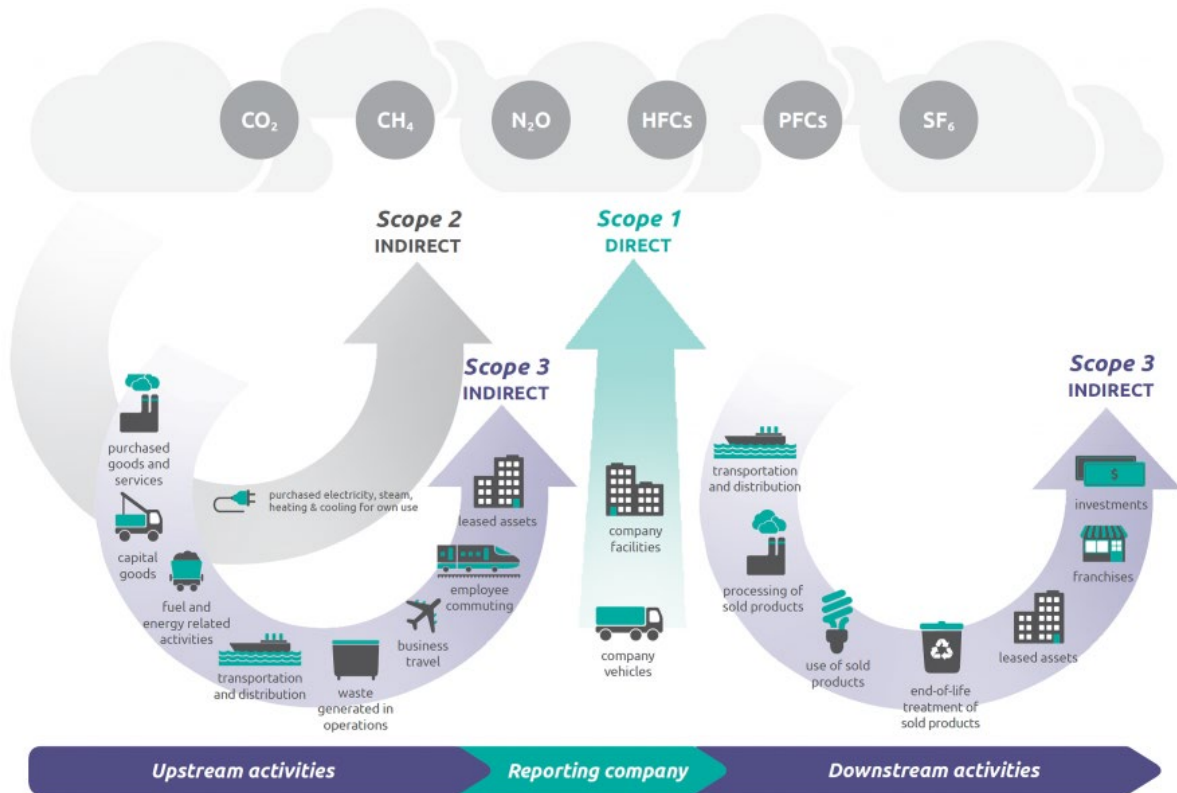 CO₂
CH₄
N₂O
HFCs
PFCs
SF₆
Scope 2
INDIRECT
Scope 1
DIRECT
Scope 3
INDIRECT
Scope 3
INDIRECT
purchased
goods and
services
capital
goods
fuel and
energy related
activities
purchased electricity, steam,
heating & cooling for own use
transportation
and distribution
waste
generated in
operations
business
travel
employee
commuting
leased assets
company
facilities
company
vehicles
transportation
and distribution
processing of
sold products
use of sold
products
end-of-life
treatment of
sold products
leased assets
franchises
$
investments
Upstream activities
Reporting company
Downstream activities